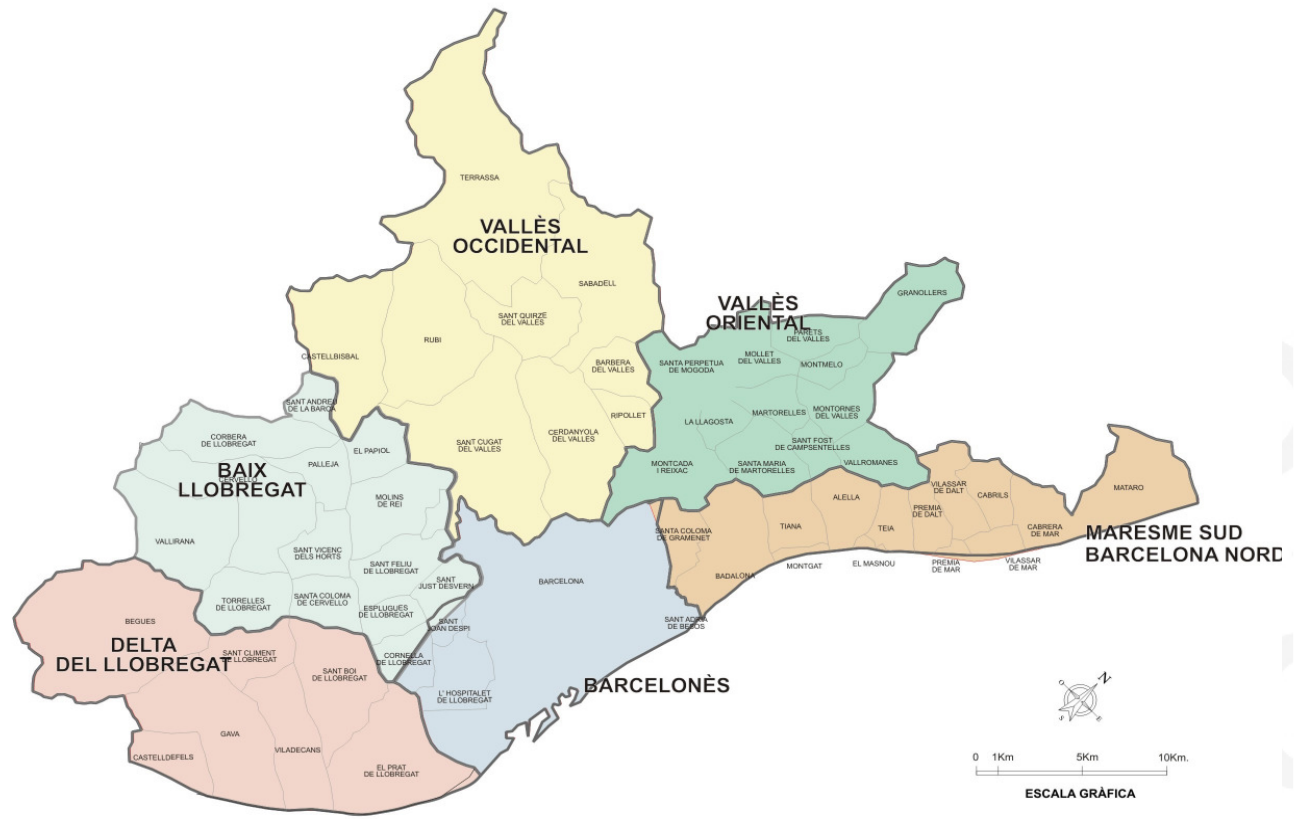 TERRASSA
VALLÈS
OCCIDENTAL
SABADELL
SANT QUIRZE
DEL VALLES
RUBI
CASTELLBISBAL
BARBERA
DEL VALLES
RIPOLLET
CERDANYOLA
DEL VALLES
SANT CUGAT
DEL VALLES
VALLÈS
ORIENTAL
GRANOLLERS
PARETS
DEL VALLES
MOLLET
DEL VALLES
MONTMELO
SANTA PERPETUA
DE MOGODA
LA LLAGOSTA
MARTORELLES
MONTORNES
DEL VALLES
SANT FOST
DE CAMPSENTELLES
MONTCADA
I REIXAC
SANTA MARIA
DE MARTORELLES
VALLROMANES
SANT ANDREU
DE LA BARCA
CORBERA
DE LLOBREGAT
EL PAPIOL
PALLEJA
BAIX
CERVELLO
LLOBREGAT
MOLINS
DE REI
VALLIRANA
SANT VICENC
DELS HORTS
SANT FELIU
DE LLOBREGAT
SANT
JUST DESVERN
TORRELLES
DE LLOBREGAT
SANTA COLOMA
DE CERVELLO
ESPLUGUES
DE LLOBREGAT
SANT
JOAN DESPI
CORNELLA
DE LLOBREGAT
VILASSAR
DE DALT
CABRILS
MATARO
ALELLA
PREMIA
DE DALT
TIANA
TEIA
CABRERA
DE MAR
SANTA COLOMA
DE GRAMENET
MARESME SUD
BARCELONA NORD
BADALONA
MONTGAT
EL MASNOU
PREMIA
DE MAR
VILASSAR
DE MAR
BARCELONA
SANT ADRIA
DE BESOS
L' HOSPITALET
DE LLOBREGAT
BARCELONÈS
BEGUES
DELTA
DEL LLOBREGAT
SANT CLIMENT
DE LLOBREGAT
SANT BOI
DE LLOBREGAT
GAVA
VILADECANS
CASTELLDEFELS
EL PRAT
DE LLOBREGAT
O N
S E
0 1Km 5Km 10Km.
ESCALA GRÀFICA